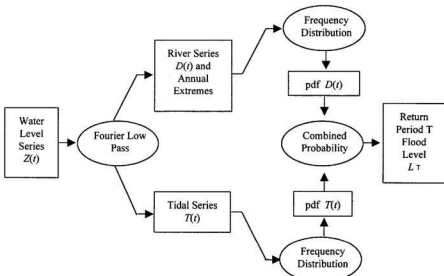 Water
Level
Series
Z(t)
Fourier Low
Pass
River Series
D(t) and
Annual
Extremes
Tidal Series
T(t)
Frequency
Distribution
pdf D(t)
Combined
Probability
pdf T(t)
Frequency
Distribution
Return
Period T
Flood
Level
L T